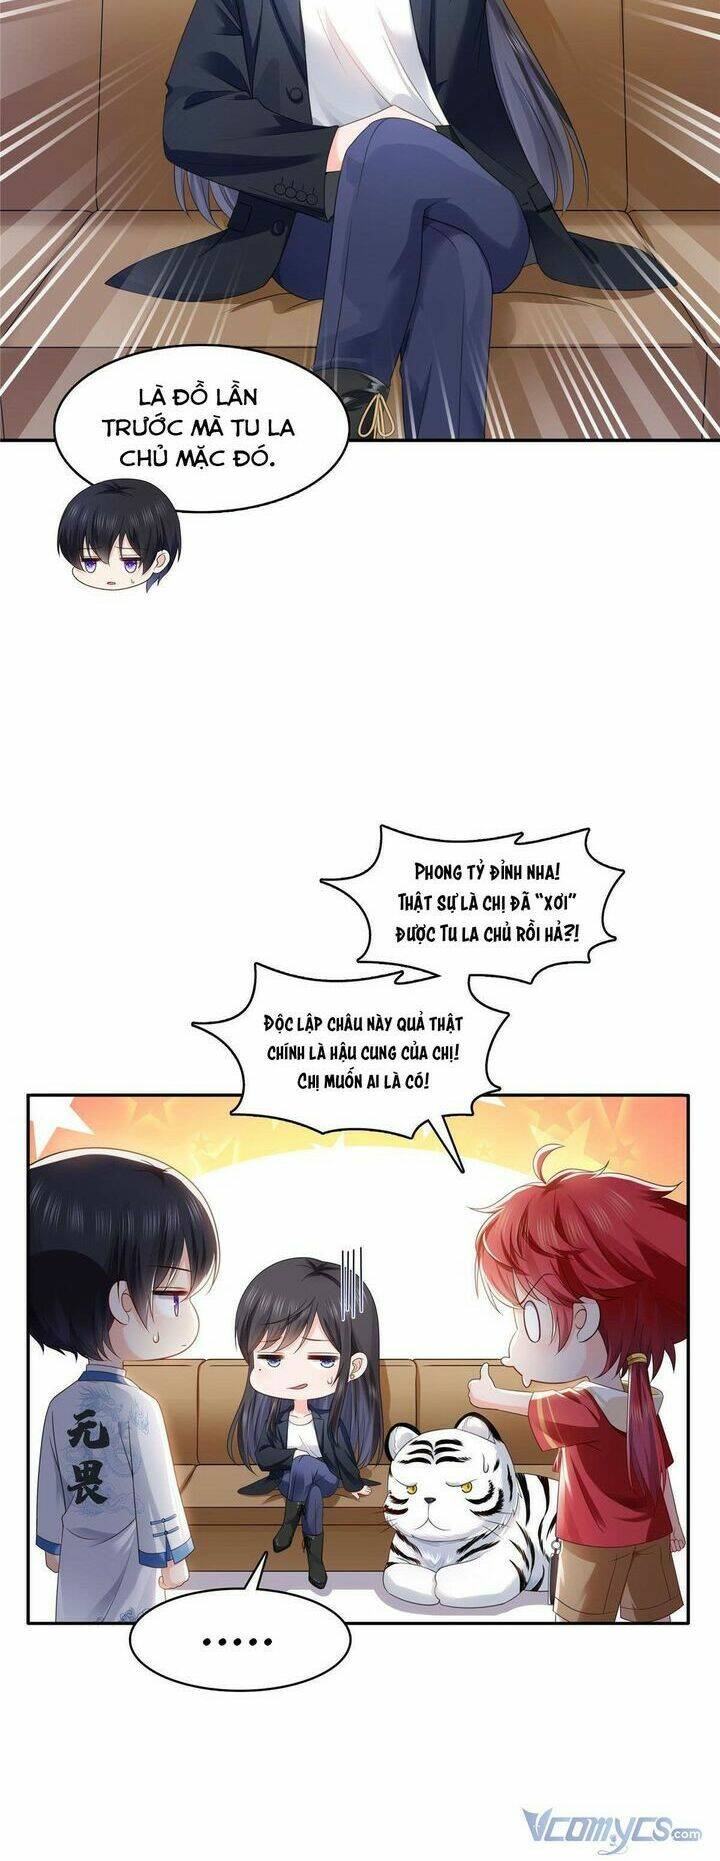 LÀ ĐỒ LẦN
TRƯỚC MÀ TU LA
CHỦ MẶC ĐÓ.
PHONG TỶ ĐỈNH NHA!
THẬT SỰ LÀ CHỊ ĐÃ “XƠI”
ĐƯỢC TU LA CHỦ RỒI HẢ?!
ĐỘC LẬP CHÂU NÀY QUẢ THẬT
CHÍNH LÀ HẬU CUNG CỦA CHỊ!
CHỊ MUỐN AI LÀ CÓ!
无
畏
.....
VCOMYCS.com